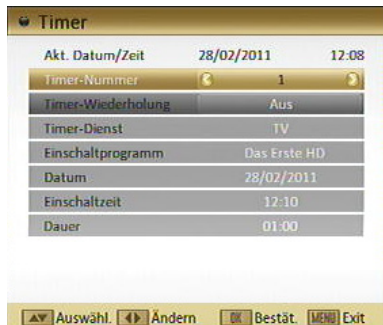 Timer
Akt. Datum/Zeit 28/02/2011 12:08
Timer-Nummer 1
Timer-Wiederholung Aus
Timer-Dienst TV
Einschaltprogramm Das Erste HD
Datum 28/02/2011
Einschaltzeit 12:10
Dauer 01:00
Auswähl. Ändern OK Bestät. MENU Exit